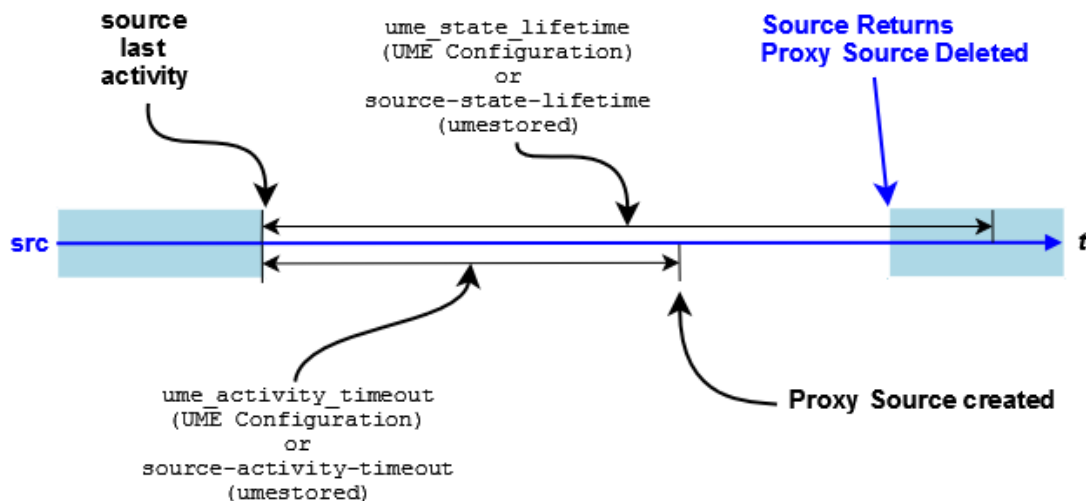 source
last
activity
ume_state_lifetime
(UME Configuration)
or
source-state-lifetime
(umestored)
Source Returns
Proxy Source Deleted
src
t
ume_activity_timeout
(UME Configuration)
or
source-activity-timeout
(umestored)
Proxy Source created